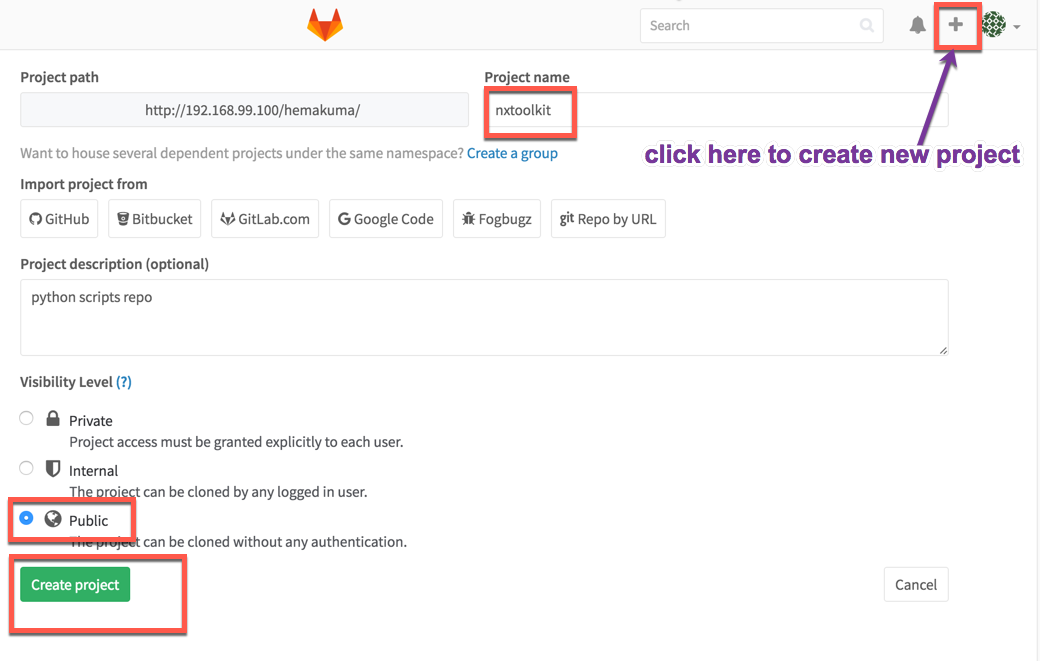 Search
Project path
Project name
http://192.168.99.100/hemakuma/
nxtoolkit
Want to house several dependent projects under the same namespace? Create a group
click here to create new project
Import project from
GitHub
Bitbucket
GitLab.com
Google Code
Fogbugz
git Repo by URL
Project description (optional)
python scripts repo
Visibility Level (?)
Private
Project access must be granted explicitly to each user.
Internal
The project can be cloned by any logged in user.
Public
The project can be cloned without any authentication.
Create project
Cancel